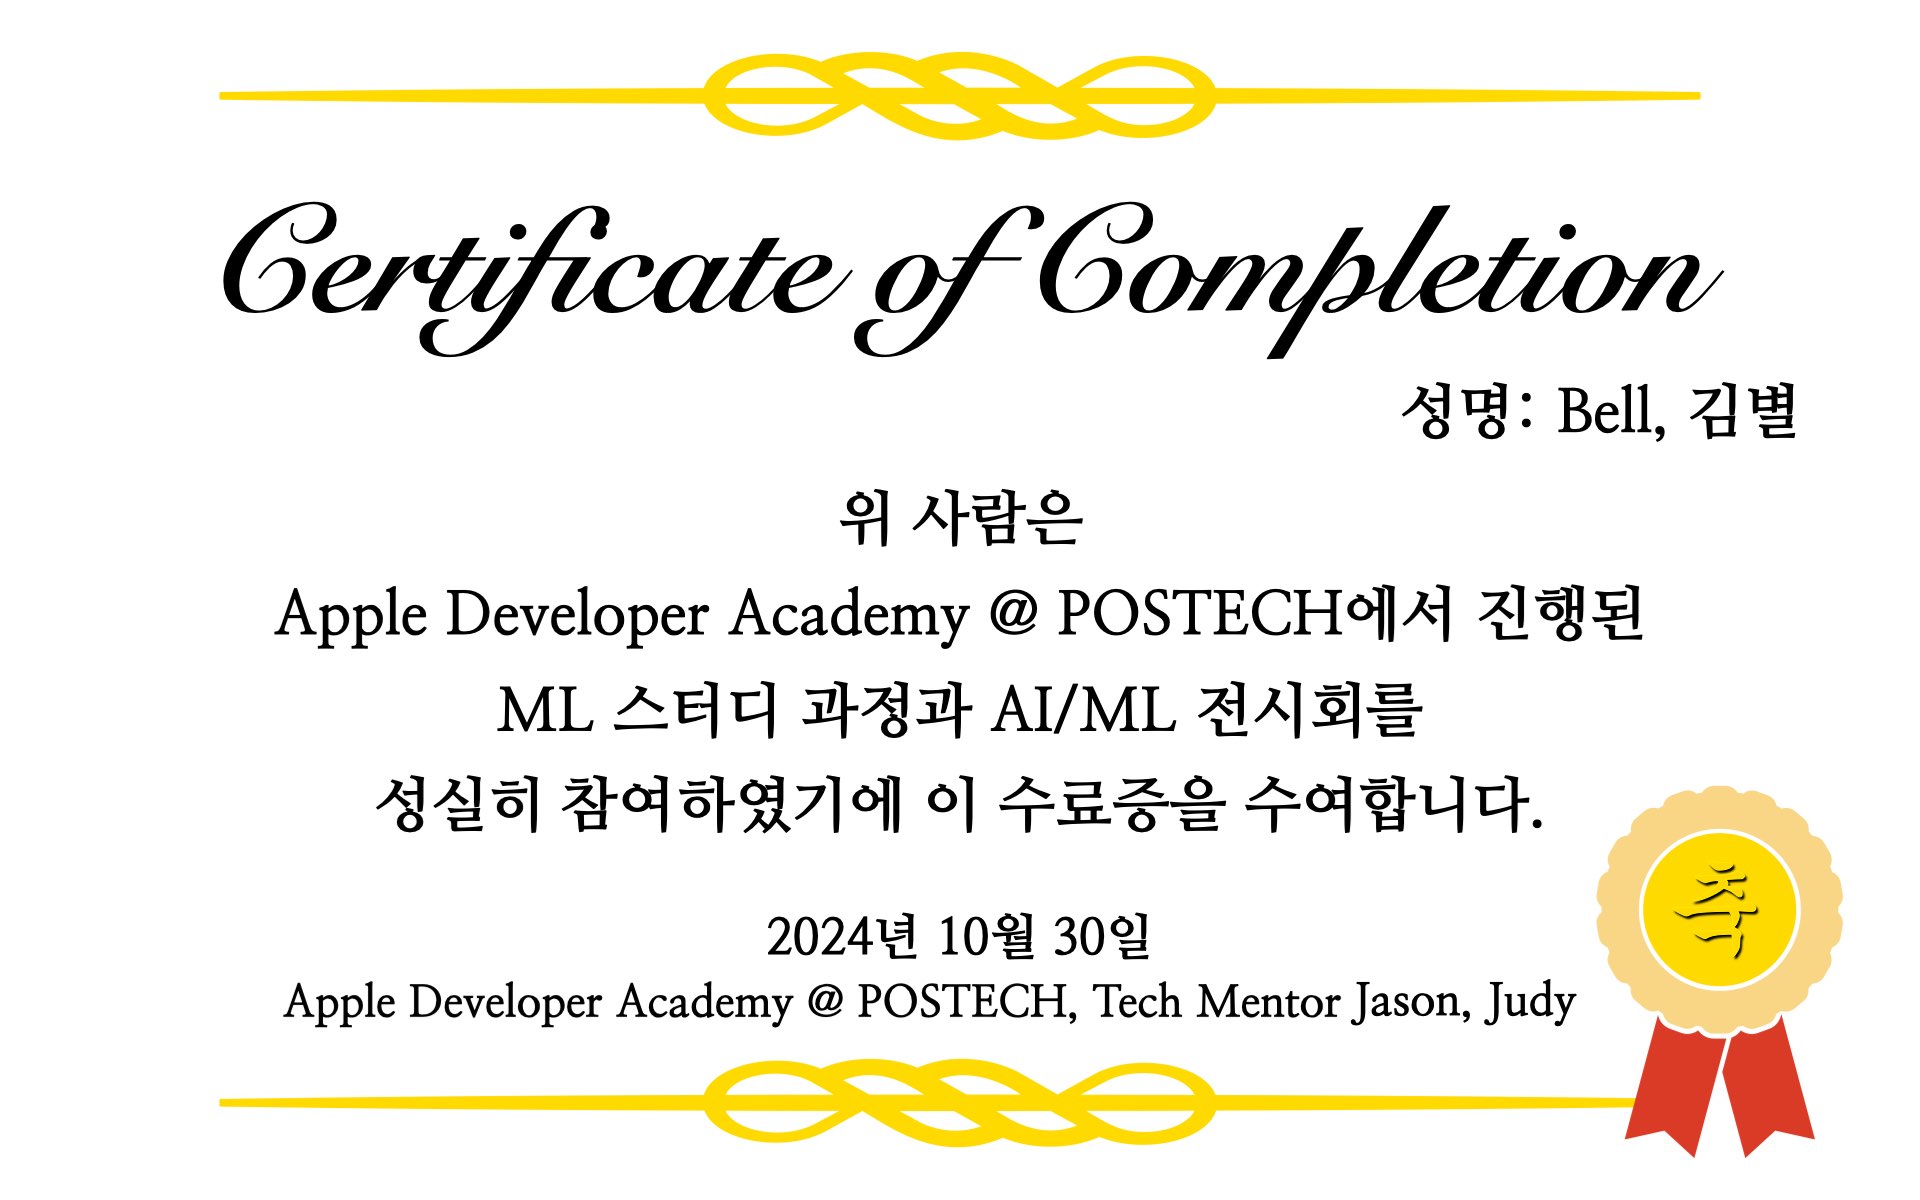 Certificate of Completion
성명: Bell, 김별
위 사람은
Apple Developer Academy @ POSTECH에서 진행된
ML 스터디 과정과 AI/ML 전시회를
성실히 참여하였기에 이 수료증을 수여합니다.
축
2024년 10월 30일
Apple Developer Academy @ POSTECH, Tech Mentor Jason, Judy